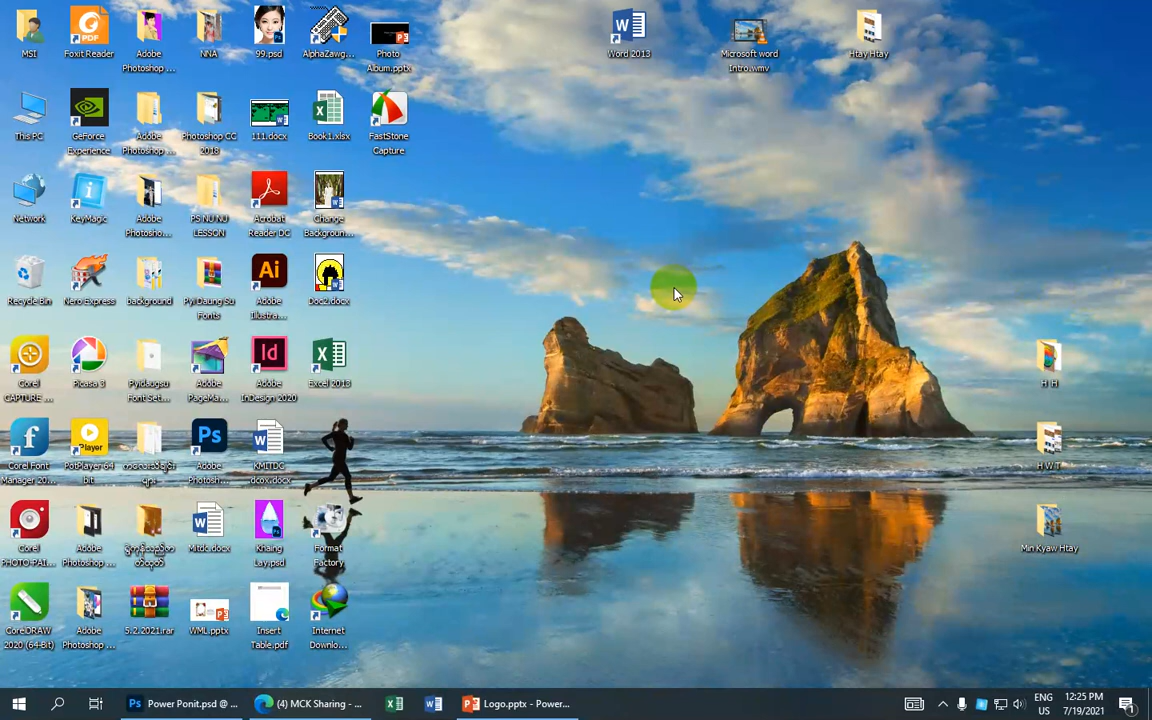 MSI
Foxit Reader
Adobe
Photoshop ...
NNA
99.psd
AlphaZawg...
Photo
Album.pptx
Word 2013
Microsoft word
Intro.wmv
Htay Htay
This PC
GeForce
Experience
Adobe
Photoshop ...
Photoshop CC
2018
111.docx
Book1.xlsx
FastStone
Capture
Network
KeyMagic
Adobe
Photosho...
PS NU NU
LESSON
Acrobat
Reader DC
Change
Backgroun...
Recycle Bin
Nero Express
background
Pyi Daung Su
Fonts
Adobe
Illustra...
Doc2.docx
Corel
CAPTURE ...
Picasa 3
Pyidaugsu
Font Set...
Adobe
PageMa...
Adobe
InDesign 2020
Excel 2013
H H
Corel Font
Manager 20...
PotPlayer 64
bit
Adobe
Photosh...
KMITDC
dcox.docx
H W T
Corel
PHOTO-PAI...
Adobe
Photoshop ...
Mitdc.docx
Khaing
Lay.psd
Format
Factory
Min Kyaw Htay
CorelDRAW
2020 (64-Bit)
Adobe
Photoshop ...
5.2.2021.rar
WML.pptx
Insert
Table.pdf
Internet
Downlo...
Power Ponit.psd @ ...
(4) MCK Sharing - ...
Logo.pptx - Power...
ENG
US
12:25 PM
7/19/2021